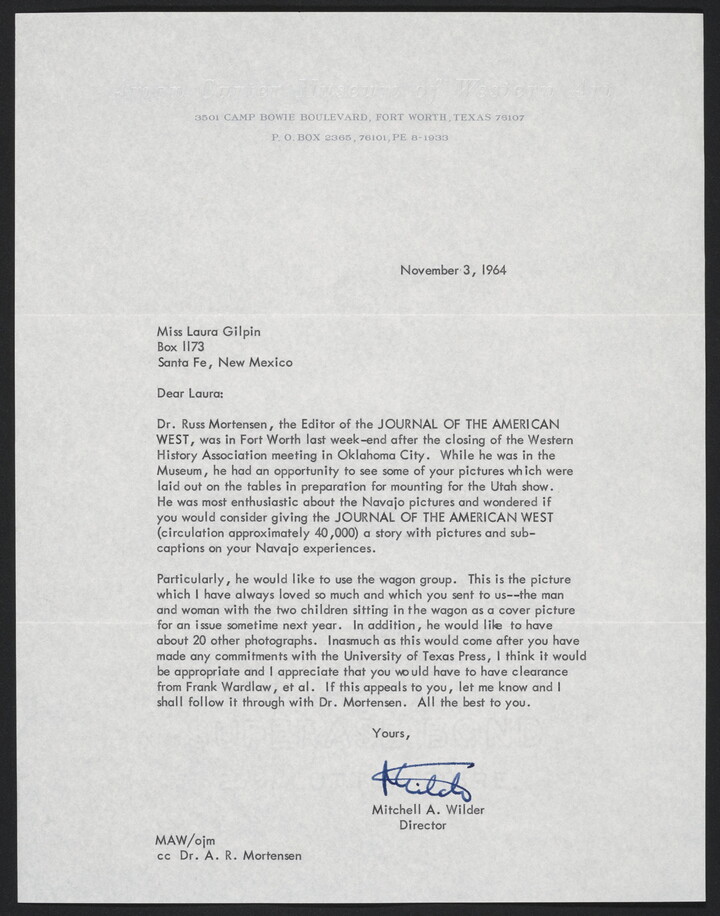 Amon Carter Museum of Western Art
3501 CAMP BOWIE BOULEVARD, FORT WORTH, TEXAS 76107
P. O. BOX 2365, 76101, PE 8-1933
November 3, 1964
Miss Laura Gilpin
Box 1173
Santa Fe, New Mexico
Dear Laura:
Dr. Russ Mortensen, the Editor of the JOURNAL OF THE AMERICAN
WEST, was in Fort Worth last week-end after the closing of the Western
History Association meeting in Oklahoma City.  While he was in the
Museum, he had an opportunity to see some of your pictures which were
laid out on the tables in preparation for mounting for the Utah show.
He was most enthusiastic about the Navajo pictures and wondered if
you would consider giving the JOURNAL OF THE AMERICAN WEST
(circulation approximately 40,000) a story with pictures and sub-
captions on your Navajo experiences.
Particularly, he would like to use the wagon group.  This is the picture
which I have always loved so much and which you sent to us--the man
and woman with the two children sitting in the wagon as a cover picture
for an issue sometime next year.  In addition, he would like to have
about 20 other photographs.  Inasmuch as this would come after you have
made any commitments with the University of Texas Press, I think it would
be appropriate and I appreciate that you would have to have clearance
from Frank Wardlaw, et al.  If this appeals to you, let me know and I
shall follow it through with Dr. Mortensen.  All the best to you.
Yours,
Mitchell A. Wilder
Director
MAW/ojm
cc Dr. A. R. Mortensen